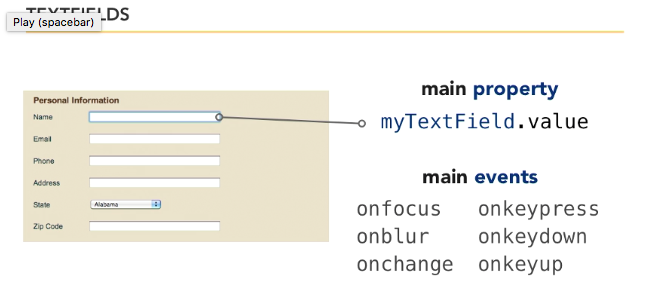 TEXTFIELDS
Play (spacebar)
main property
myTextField.value
Personal Information
Name
Email
Phone
Address
State
Alabama
Zip Code
main events
onfocus onkeypress
onblur onkeydown
onchange onkeyup